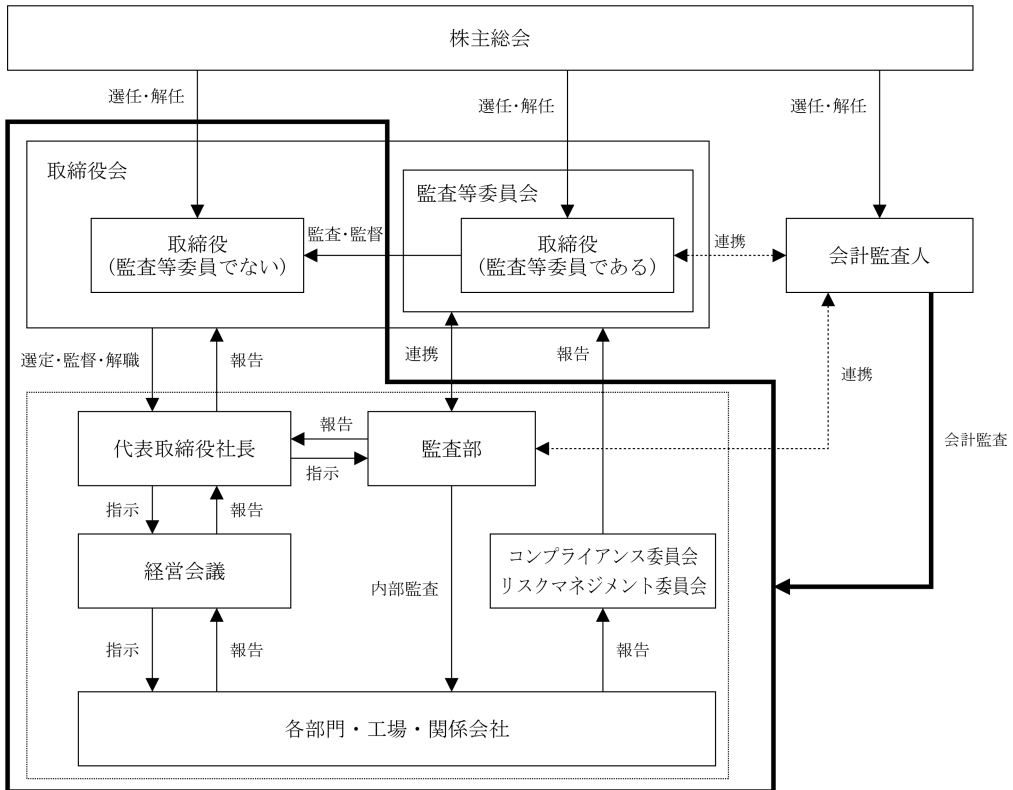 株主総会
選任・解任
選任・解任
選任・解任
取締役会
監査等委員会
取締役
(監査等委員でない)
監査・監督
取締役
(監査等委員である)
連携
会計監査人
選定・監督・解職
報告
連携
報告
連携
代表取締役社長
報告
指示
監査部
会計監査
指示
報告
経営会議
内部監査
コンプライアンス委員会
リスクマネジメント委員会
指示
報告
報告
各部門・工場・関係会社